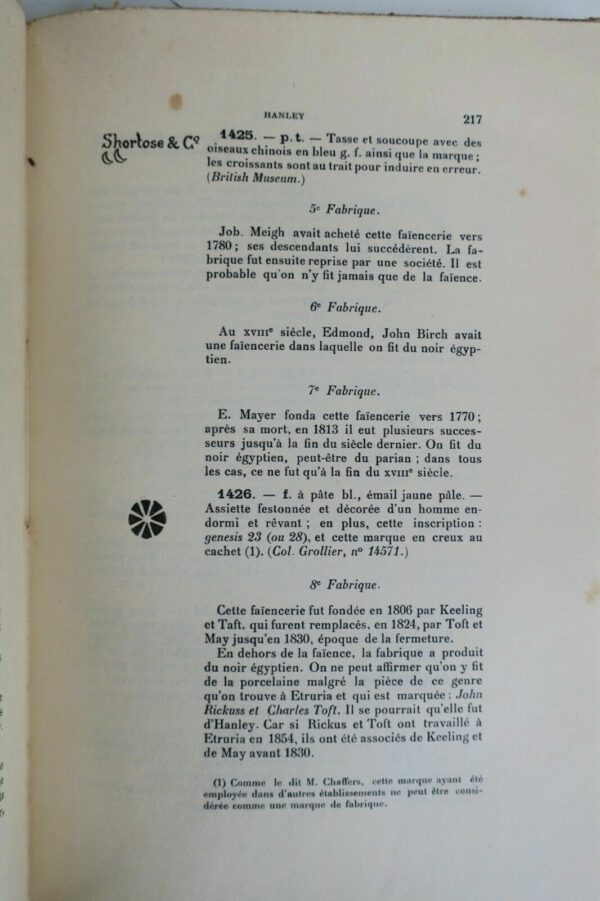 HANLEY 217
Shortose & Cº
1425. — p. t. — Tasse et soucoupe avec des
oiseaux chinois en bleu g. f. ainsi que la marque ;
les croissants sont au trait pour induire en erreur.
(British Museum.)
5e Fabrique.
Job. Meigh avait acheté cette faïencerie vers
1780 ; ses descendants lui succédèrent. La fa-
brique fut ensuite reprise par une société. Il est
probable qu'on n'y fit jamais que de la faïence.
6e Fabrique.
Au XVIIIe siècle, Edmond, John Birch avait
une faïencerie dans laquelle on fit du noir égyp-
tien.
7e Fabrique.
E. Mayer fonda cette faïencerie vers 1770 ;
après sa mort, en 1813 il eut plusieurs succes-
seurs jusqu'à la fin du siècle dernier. On fit du
noir égyptien, peut-être du parian ; dans tous
les cas, ce ne fut qu'à la fin du XVIIIe siècle.
1426. — f. à pâte bl., émail jaune pâle. —
Assiette festonnée et décorée d'un homme en-
dormi et rêvant ; en plus, cette inscription :
genesis 23 (ou 28), et cette marque en creux au
cachet (1). (Col. Grollier, nº 14571.)
8e Fabrique.
Cette faïencerie fut fondée en 1806 par Keeling
et Taft, qui furent remplacés, en 1824, par Toft et
May jusqu'en 1830, époque de la fermeture.
En dehors de la faïence, la fabrique a produit
du noir égyptien. On ne peut affirmer qu'on y fit
de la porcelaine malgré la pièce de ce genre
qu'on trouve à Etruria et qui est marquée : John
Rickuss et Charles Toft. Il se pourrait qu'elle fut
d'Hanley. Car si Rickus et Toft ont travaillé à
Etruria en 1854, ils ont été associés de Keeling et
de May avant 1830.
(1) Comme le dit M. Chaffers, cette marque ayant été
employée dans d'autres établissements ne peut être consi-
dérée comme une marque de fabrique.